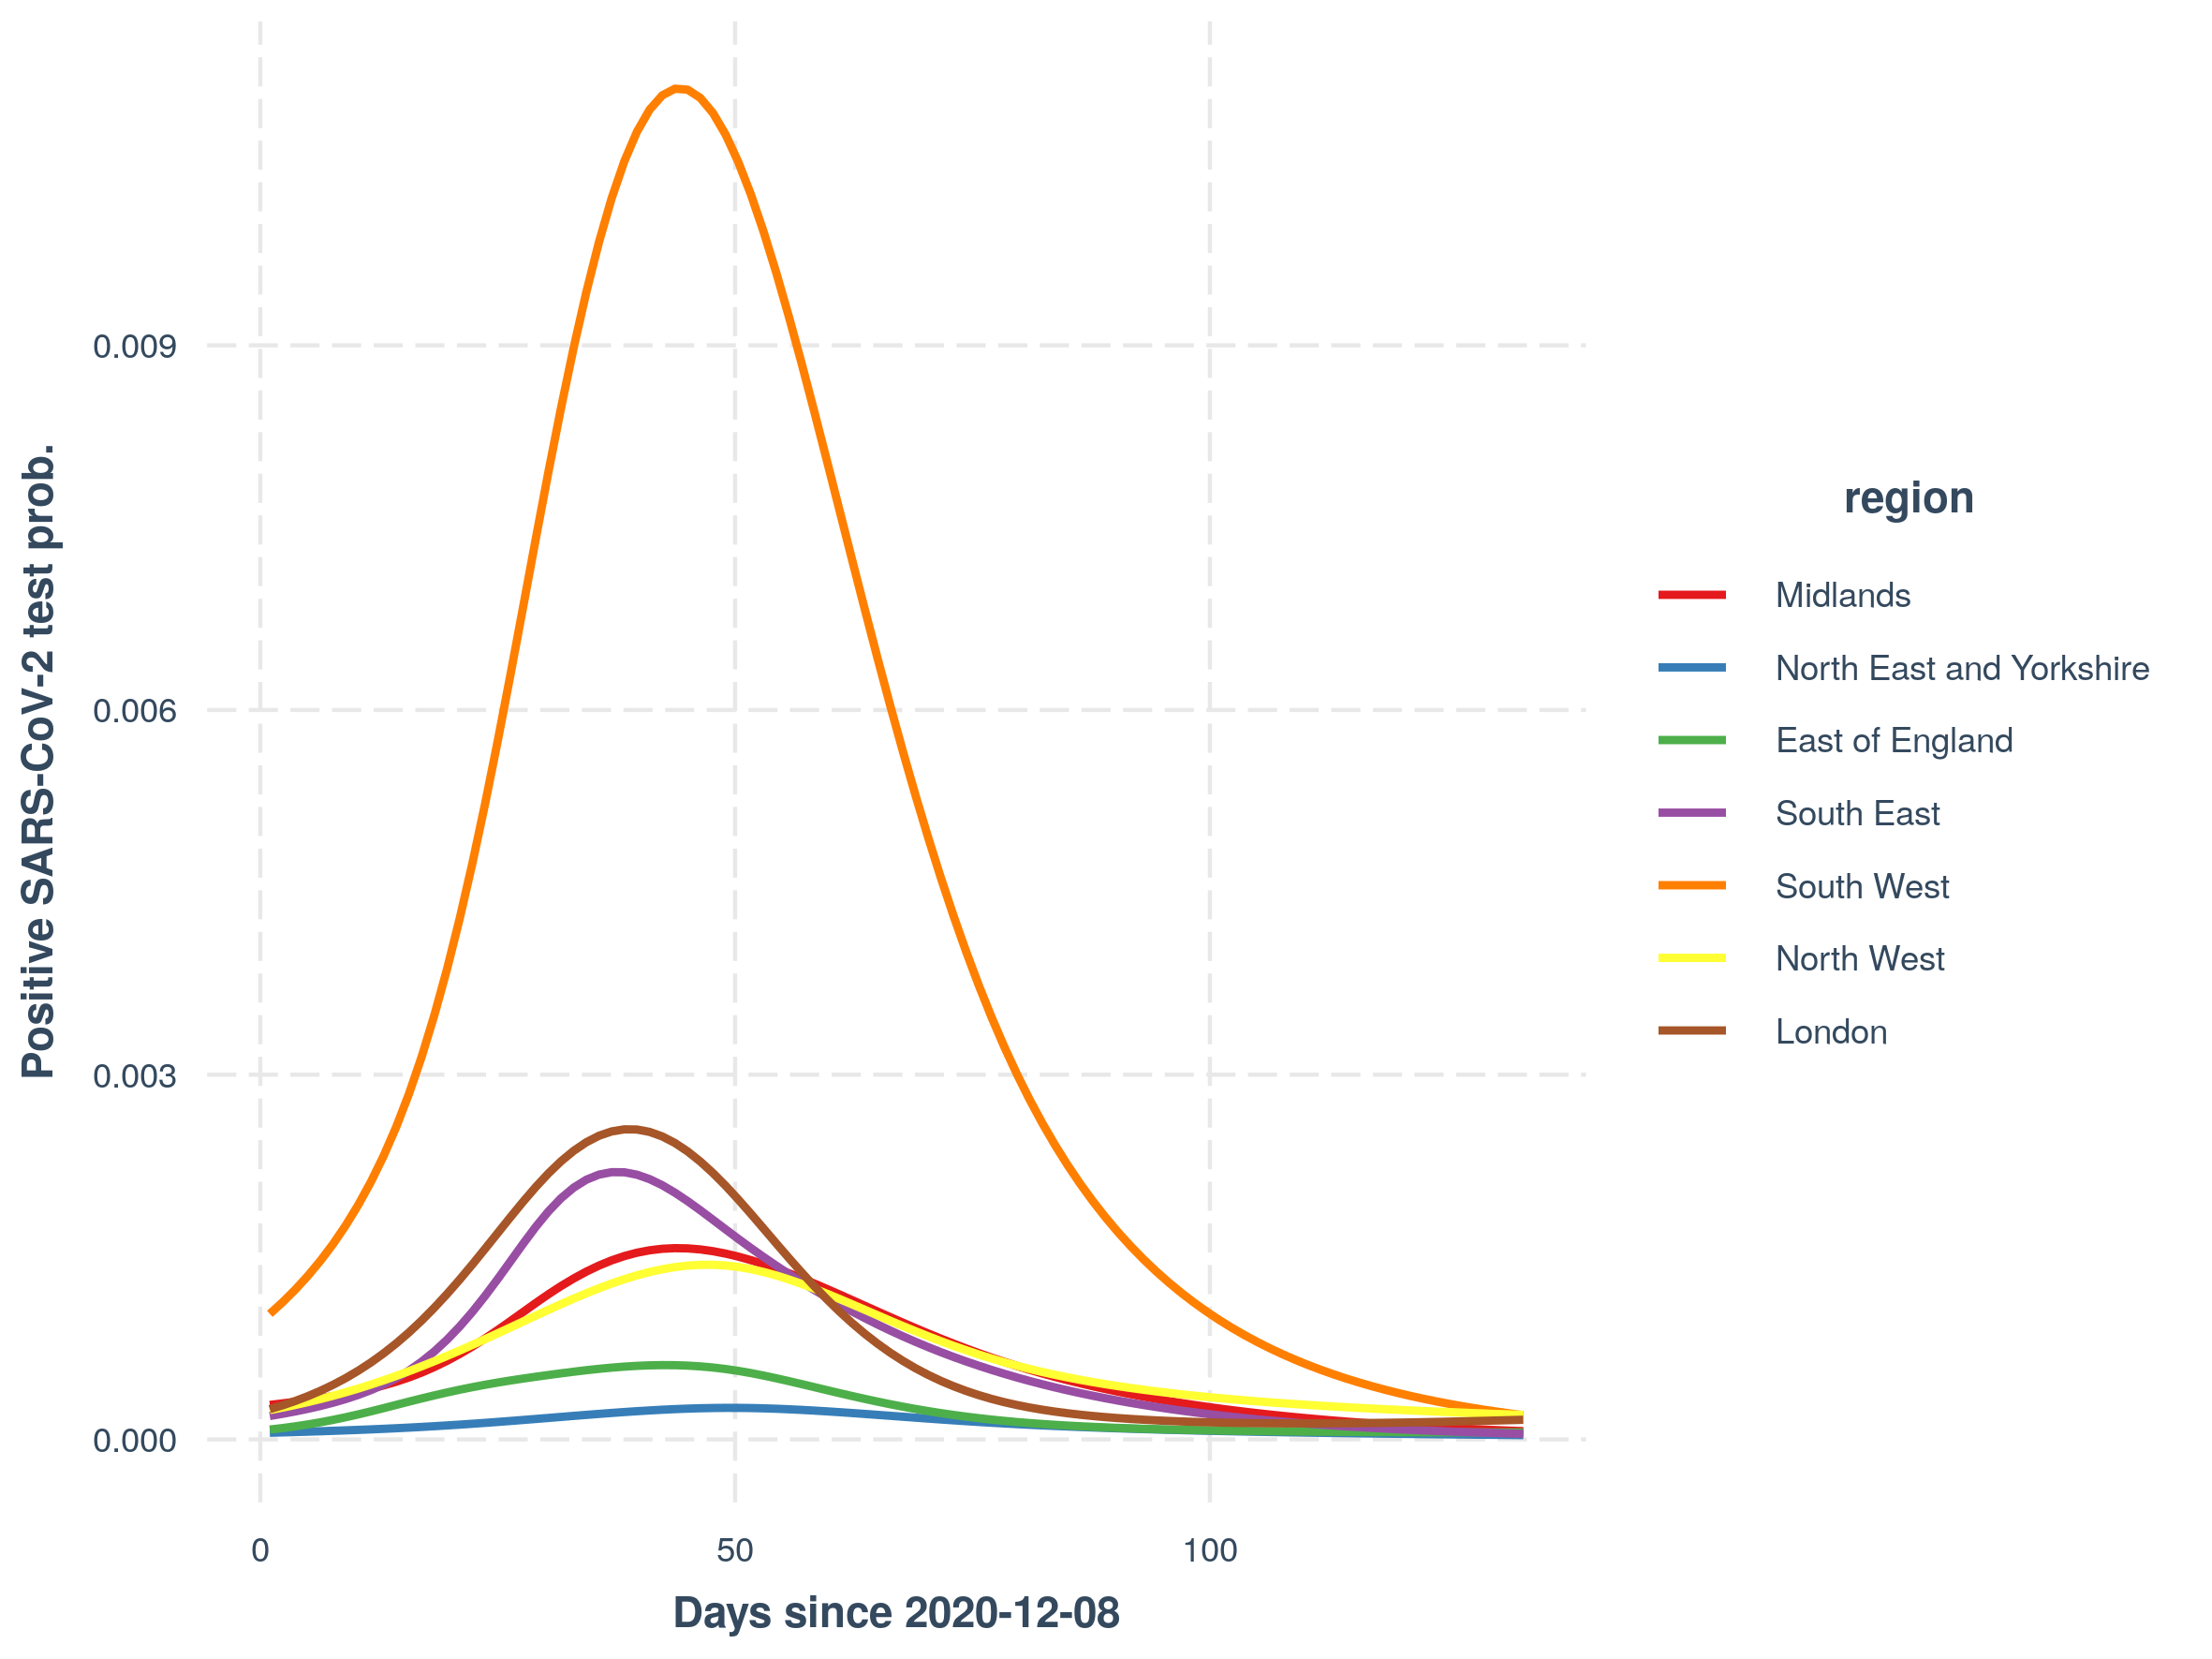 Positive SARS-CoV-2 test prob.
0.009
0.006
0.003
0.000
0 50 100
Days since 2020-12-08
region
Midlands
North East and Yorkshire
East of England
South East
South West
North West
London